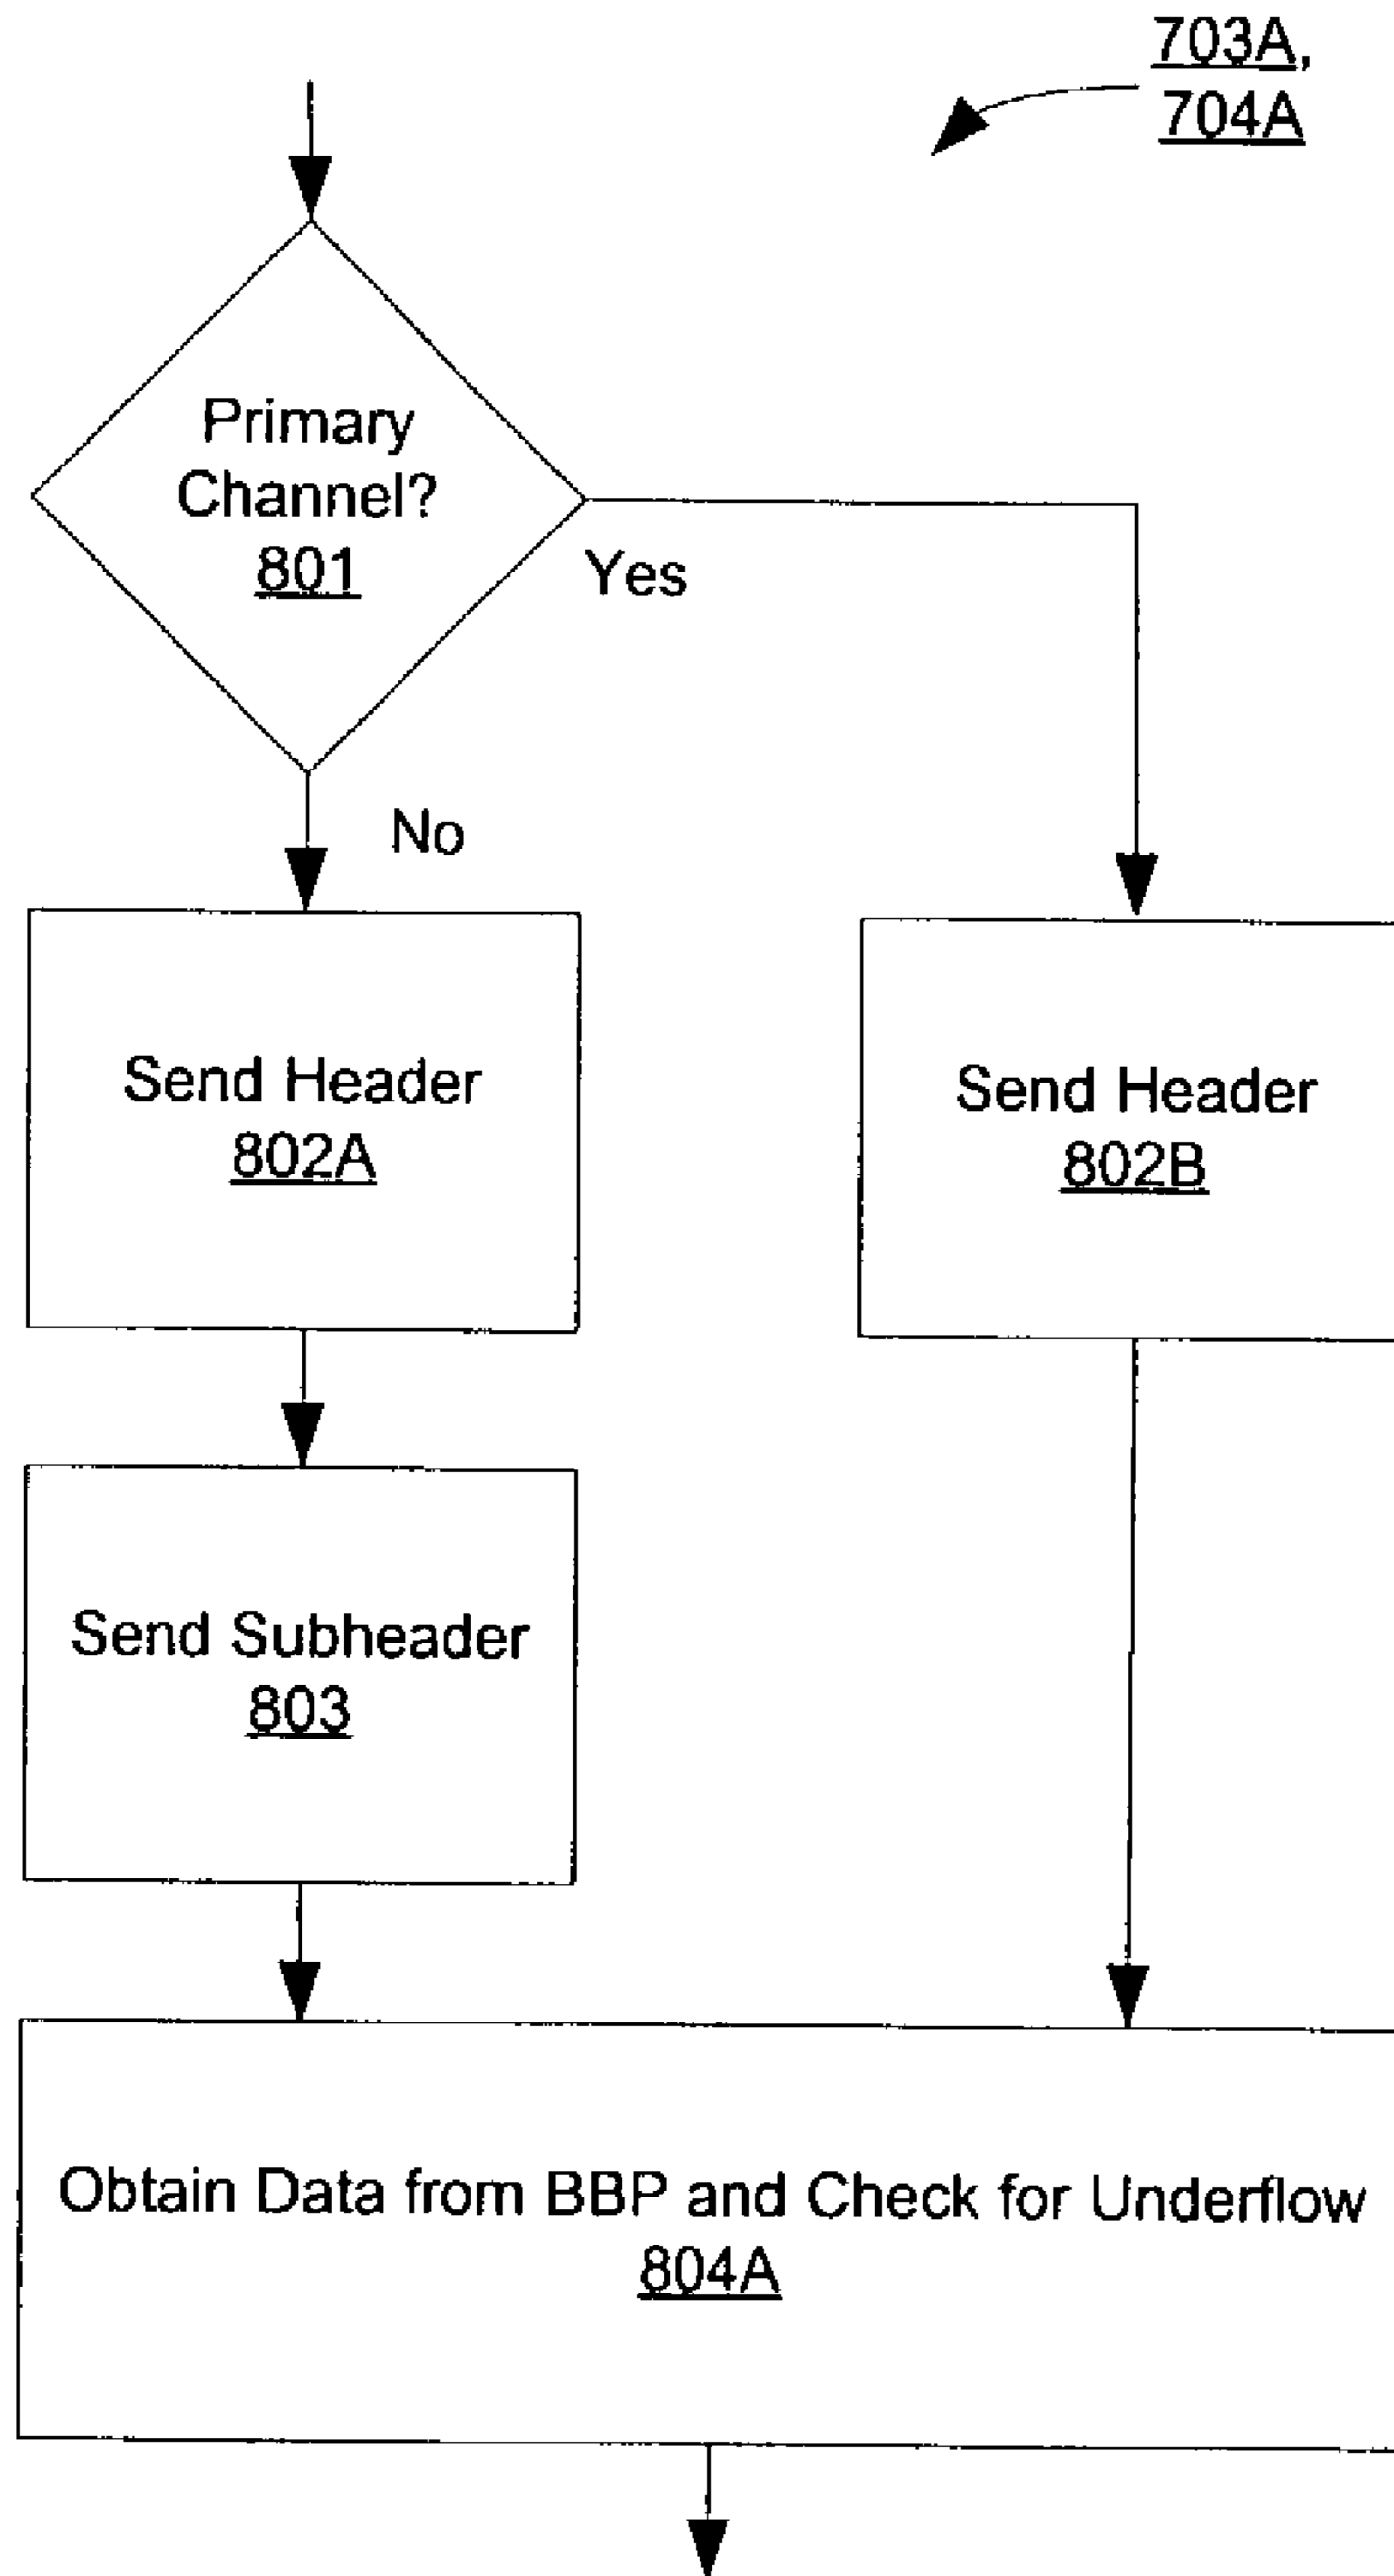 703A,
704A
Primary
Channel?
801
Yes
No
Send Header
802A
Send Header
802B
Send Subheader
803
Obtain Data from BBP and Check for Underflow
804A